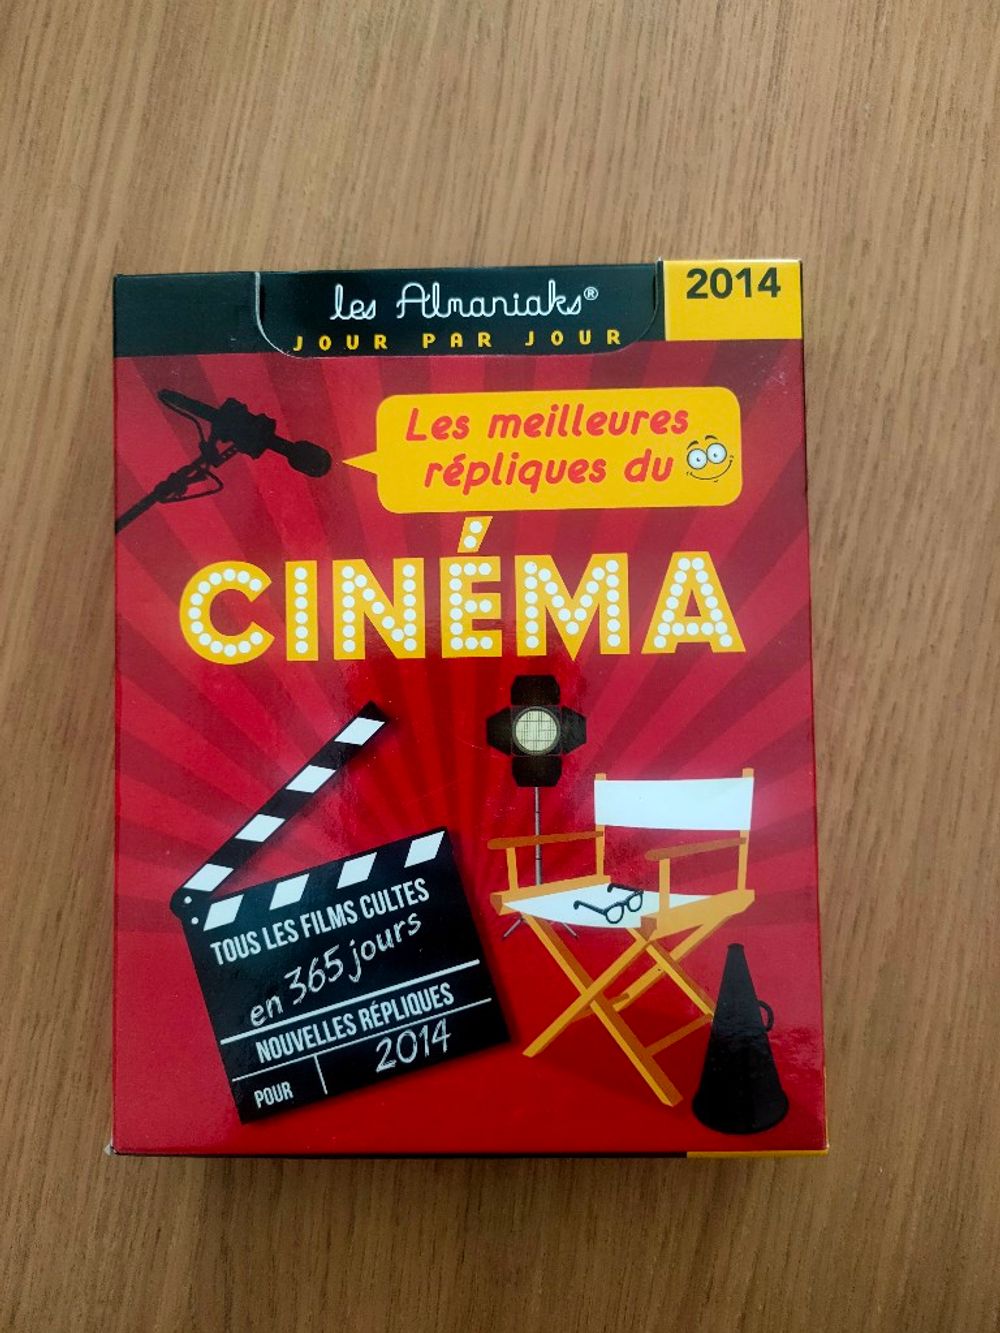 les Almaniaks®
JOUR PAR JOUR
2014
Les meilleures
répliques du
CINÉMA
TOUS LES FILMS CULTES
en 365 jours
NOUVELLES RÉPLIQUES
POUR 2014